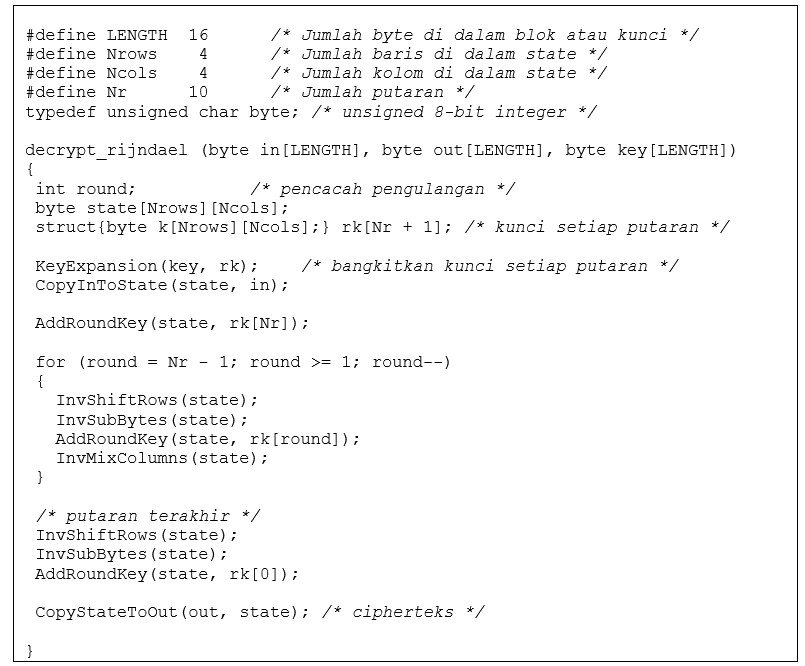 #define LENGTH 16 /* Jumlah byte di dalam blok atau kunci */
#define Nrows 4 /* Jumlah baris di dalam state */
#define Ncols 4 /* Jumlah kolom di dalam state */
#define Nr 10 /* Jumlah putaran */
typedef unsigned char byte; /* unsigned 8-bit integer */
decrypt_rijndael (byte in[LENGTH], byte out[LENGTH], byte key[LENGTH])
{
int round; /* pencacah pengulangan */
byte state[Nrows][Ncols];
struct{byte k[Nrows][Ncols];} rk[Nr + 1]; /* kunci setiap putaran */
KeyExpansion(key, rk); /* bangkitkan kunci setiap putaran */
CopyInToState(state, in);
AddRoundKey(state, rk[Nr]);
for (round = Nr - 1; round >= 1; round--)
{
InvShiftRows(state);
InvSubBytes(state);
AddRoundKey(state, rk[round]);
InvMixColumns(state);
}
/* putaran terakhir */
InvShiftRows(state);
InvSubBytes(state);
AddRoundKey(state, rk[0]);
CopyStateToOut(out, state); /* cipherteks */
}